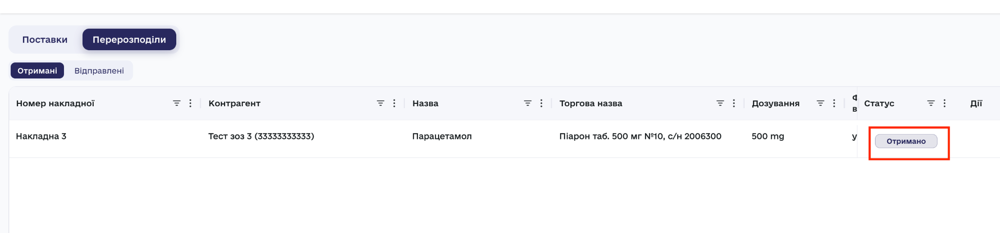 Поставки Перерозподіли
Отримані Відправлені
Номер накладної Контрагент Назва Торгова назва Дозування Статус Дії
Накладна 3 Тест зоз 3 (33333333333) Парацетамол Піарон таб. 500 мг №10, с/н 2006300 500 mg у Отримано